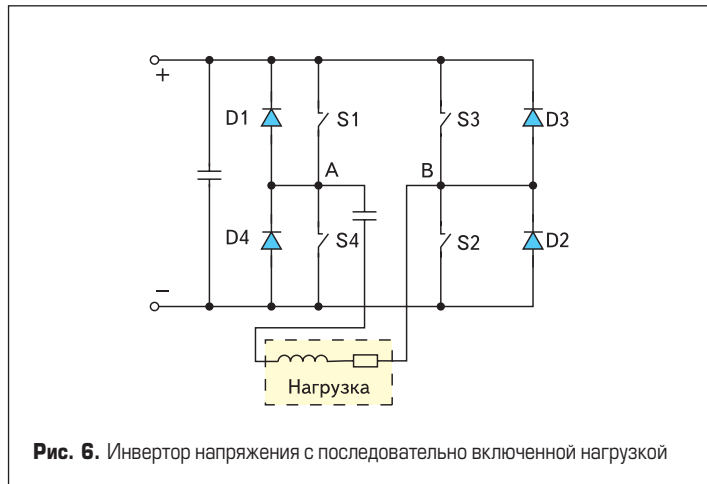 +
D1
S1
S3
D3
A
B
D4
S4
S2
D2
−
Нагрузка
Рис. 6. Инвертор напряжения с последовательно включенной нагрузкой